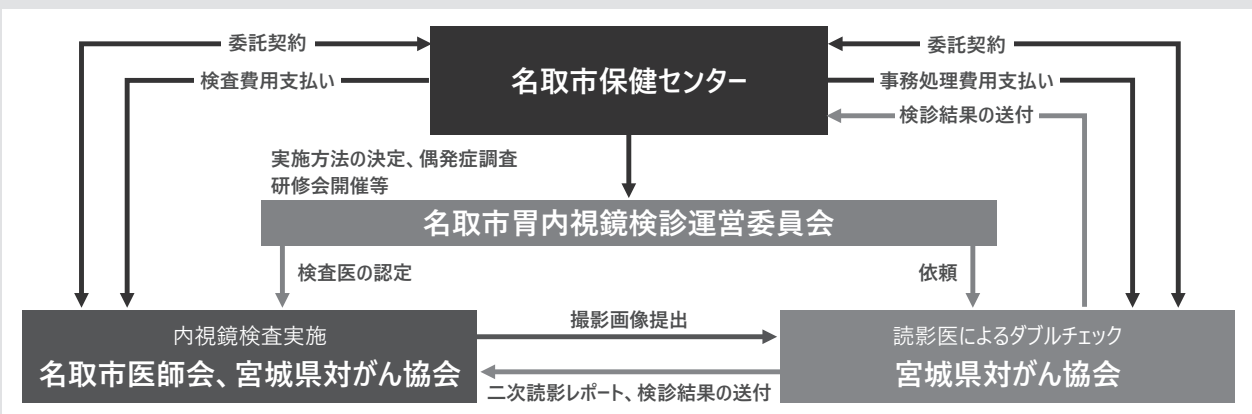 委託契約
委託契約
検査費用支払い
名取市保健センター
事務処理費用支払い
検診結果の送付
実施方法の決定、偶発症調査
研修会開催等
名取市胃内視鏡検診運営委員会
検査医の認定
依頼
内視鏡検査実施
名取市医師会、宮城県対がん協会
撮影画像提出
読影医によるダブルチェック
宮城県対がん協会
二次読影レポート、検診結果の送付